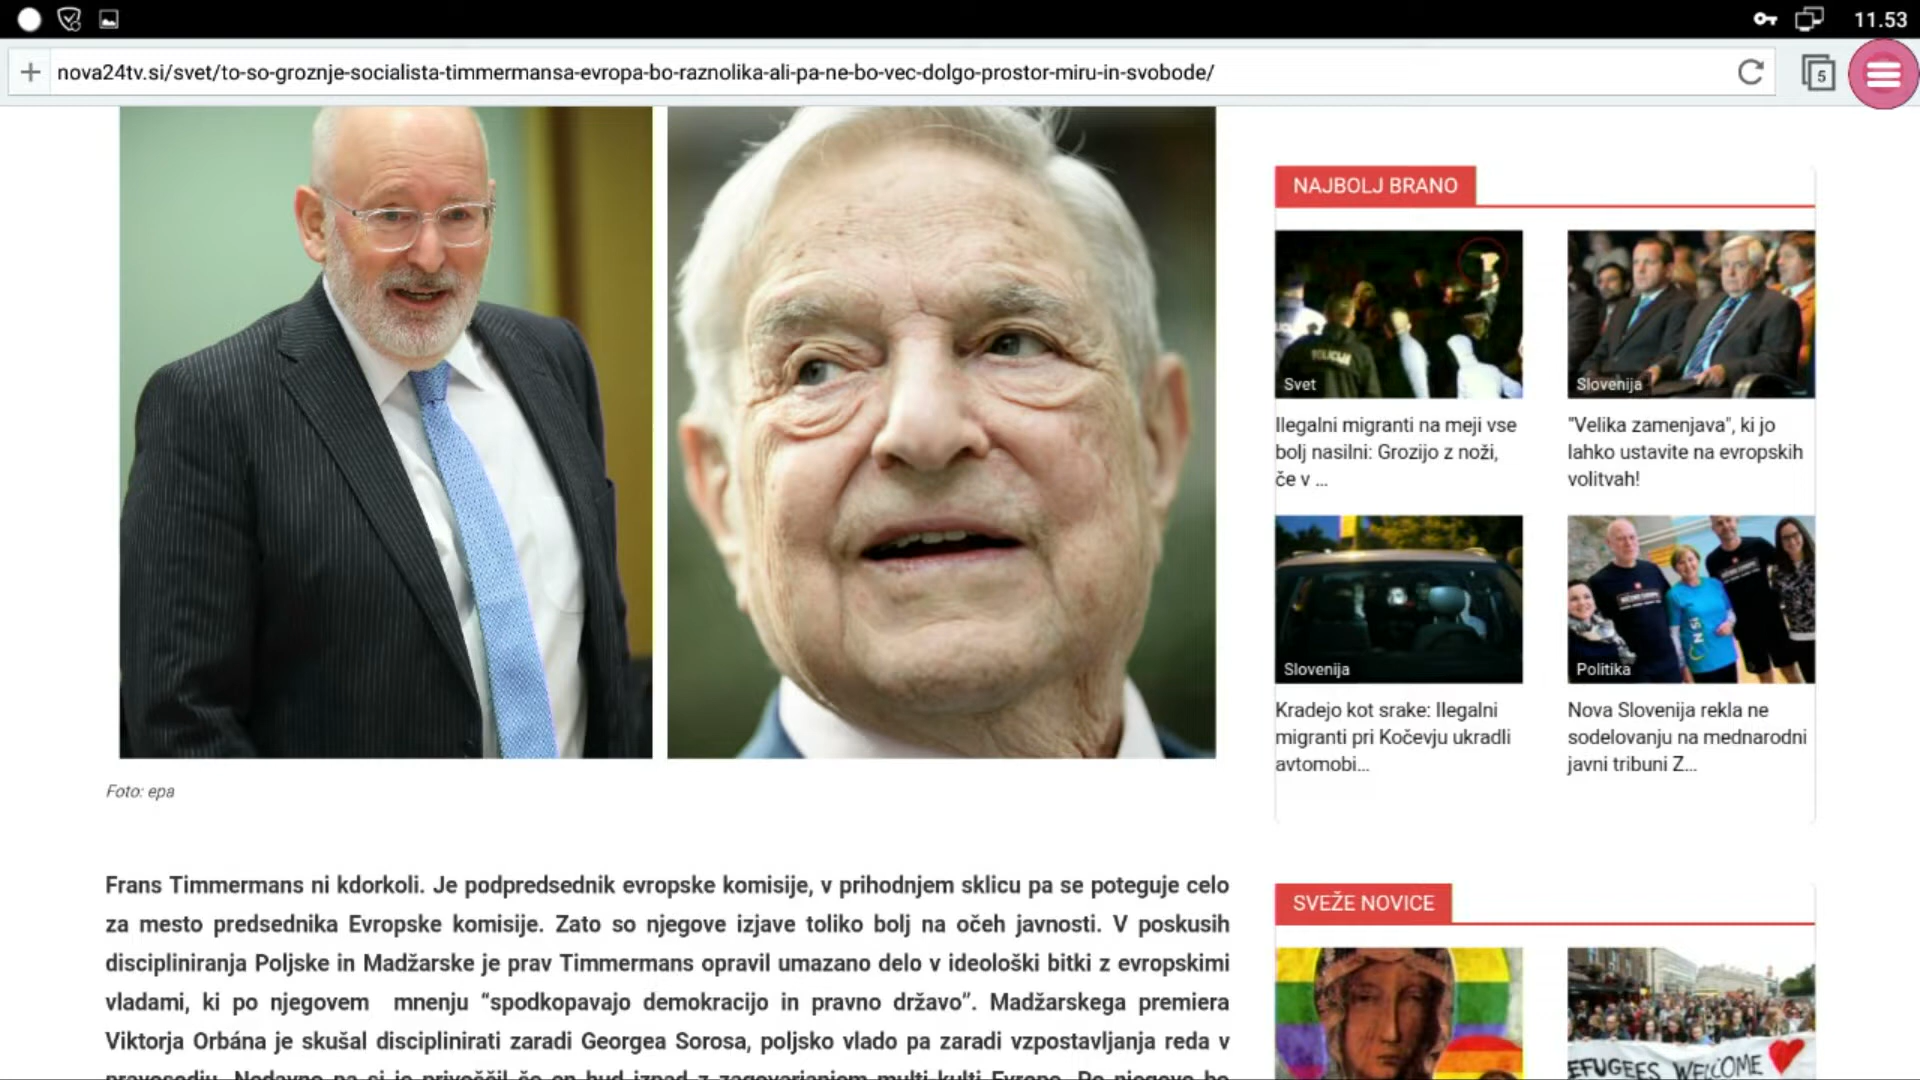 11.53
nova24tv.si/svet/to-so-groznje-socialista-timmermansa-evropa-bo-raznolika-ali-pa-ne-bo-vec-dolgo-prostor-miru-in-svobode/
5
Foto: epa
Frans Timmermans ni kdorkoli. Je podpredsednik evropske komisije, v prihodnjem sklicu pa se poteguje celo
za mesto predsednika Evropske komisije. Zato so njegove izjave toliko bolj na očeh javnosti. V poskusih
discipliniranja Poljske in Madžarske je prav Timmermans opravil umazano delo v ideološki bitki z evropskimi
vladami, ki po njegovem mnenju “spodkopavajo demokracijo in pravno državo”. Madžarskega premiera
Viktorja Orbána je skušal disciplinirati zaradi Georgea Sorosa, poljsko vlado pa zaradi vzpostavljanja reda v
NAJBOLJ BRANO
POLICIJA
Svet
Ilegalni migranti na meji vse
bolj nasilni: Grozijo z noži,
če v ...
Slovenija
"Velika zamenjava", ki jo
lahko ustavite na evropskih
volitvah!
Slovenija
Kradejo kot srake: Ilegalni
migranti pri Kočevju ukradli
avtomobi...
N SI
Politika
Nova Slovenija rekla ne
sodelovanju na mednarodni
javni tribuni Z...
SVEŽE NOVICE
EFUGEES WELCOME